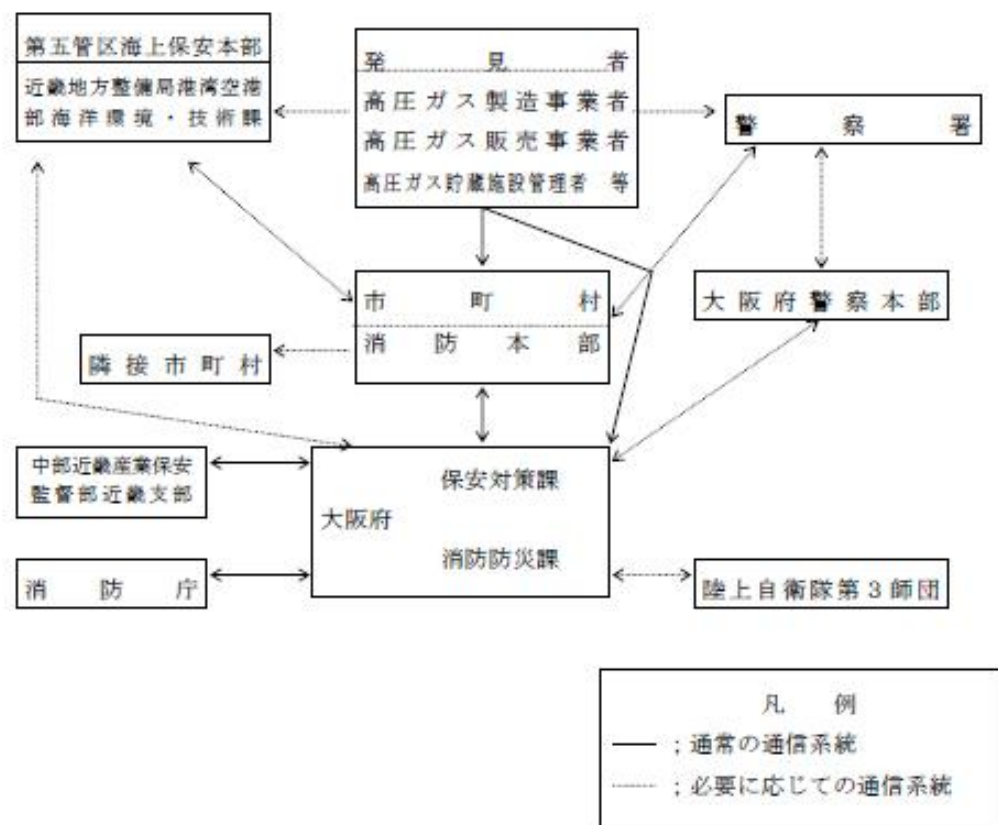 第五管区海上保安本部
近畿地方整備局港湾空港
部海洋環境・技術課
発見者
高圧ガス製造事業者
高圧ガス販売事業者
高圧ガス貯蔵施設管理者 等
警察署
市町村
消防本部
大阪府警察本部
隣接市町村
中部近畿産業保安
監督部近畿支部
保安対策課
大阪府
消防防災課
消防庁
陸上自衛隊第3師団
凡例
；通常の通信系統
；必要に応じての通信系統